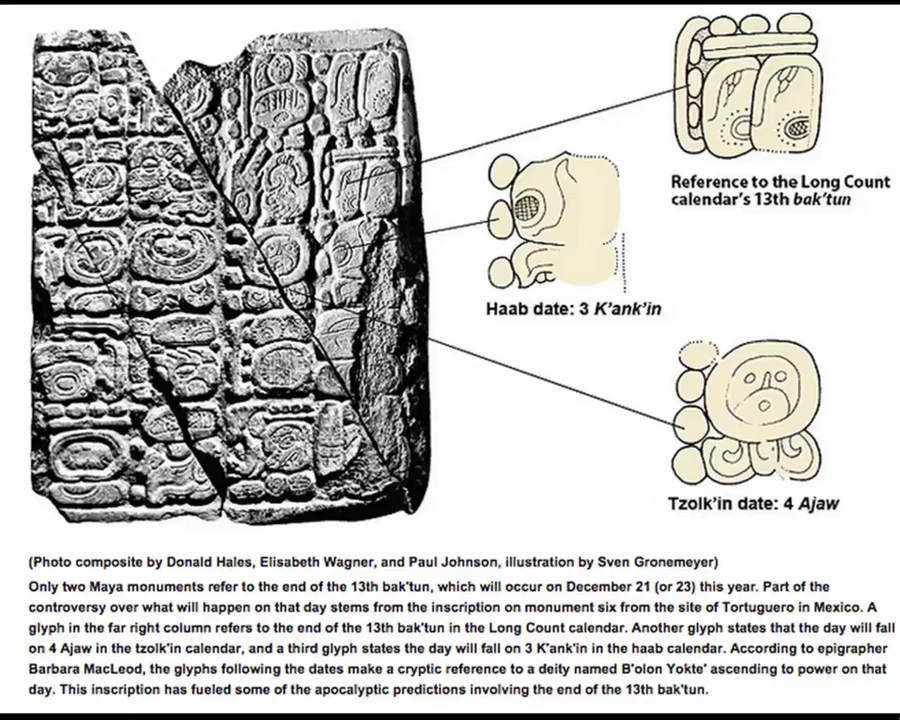 Reference to the Long Count
calendar's 13th bak'tun
Haab date: 3 K'ank'in
Tzolk'in date: 4 Ajaw
(Photo composite by Donald Hales, Elisabeth Wagner, and Paul Johnson, illustration by Sven Gronemeyer)
Only two Maya monuments refer to the end of the 13th bak'tun, which will occur on December 21 (or 23) this year. Part of the
controversy over what will happen on that day stems from the inscription on monument six from the site of Tortuguero in Mexico. A
glyph in the far right column refers to the end of the 13th bak'tun in the Long Count calendar. Another glyph states that the day will fall
on 4 Ajaw in the tzolk'in calendar, and a third glyph states the day will fall on 3 K'ank'in in the haab calendar. According to epigrapher
Barbara MacLeod, the glyphs following the dates make a cryptic reference to a deity named B'olon Yokte' ascending to power on that
day. This inscription has fueled some of the apocalyptic predictions involving the end of the 13th bak'tun.